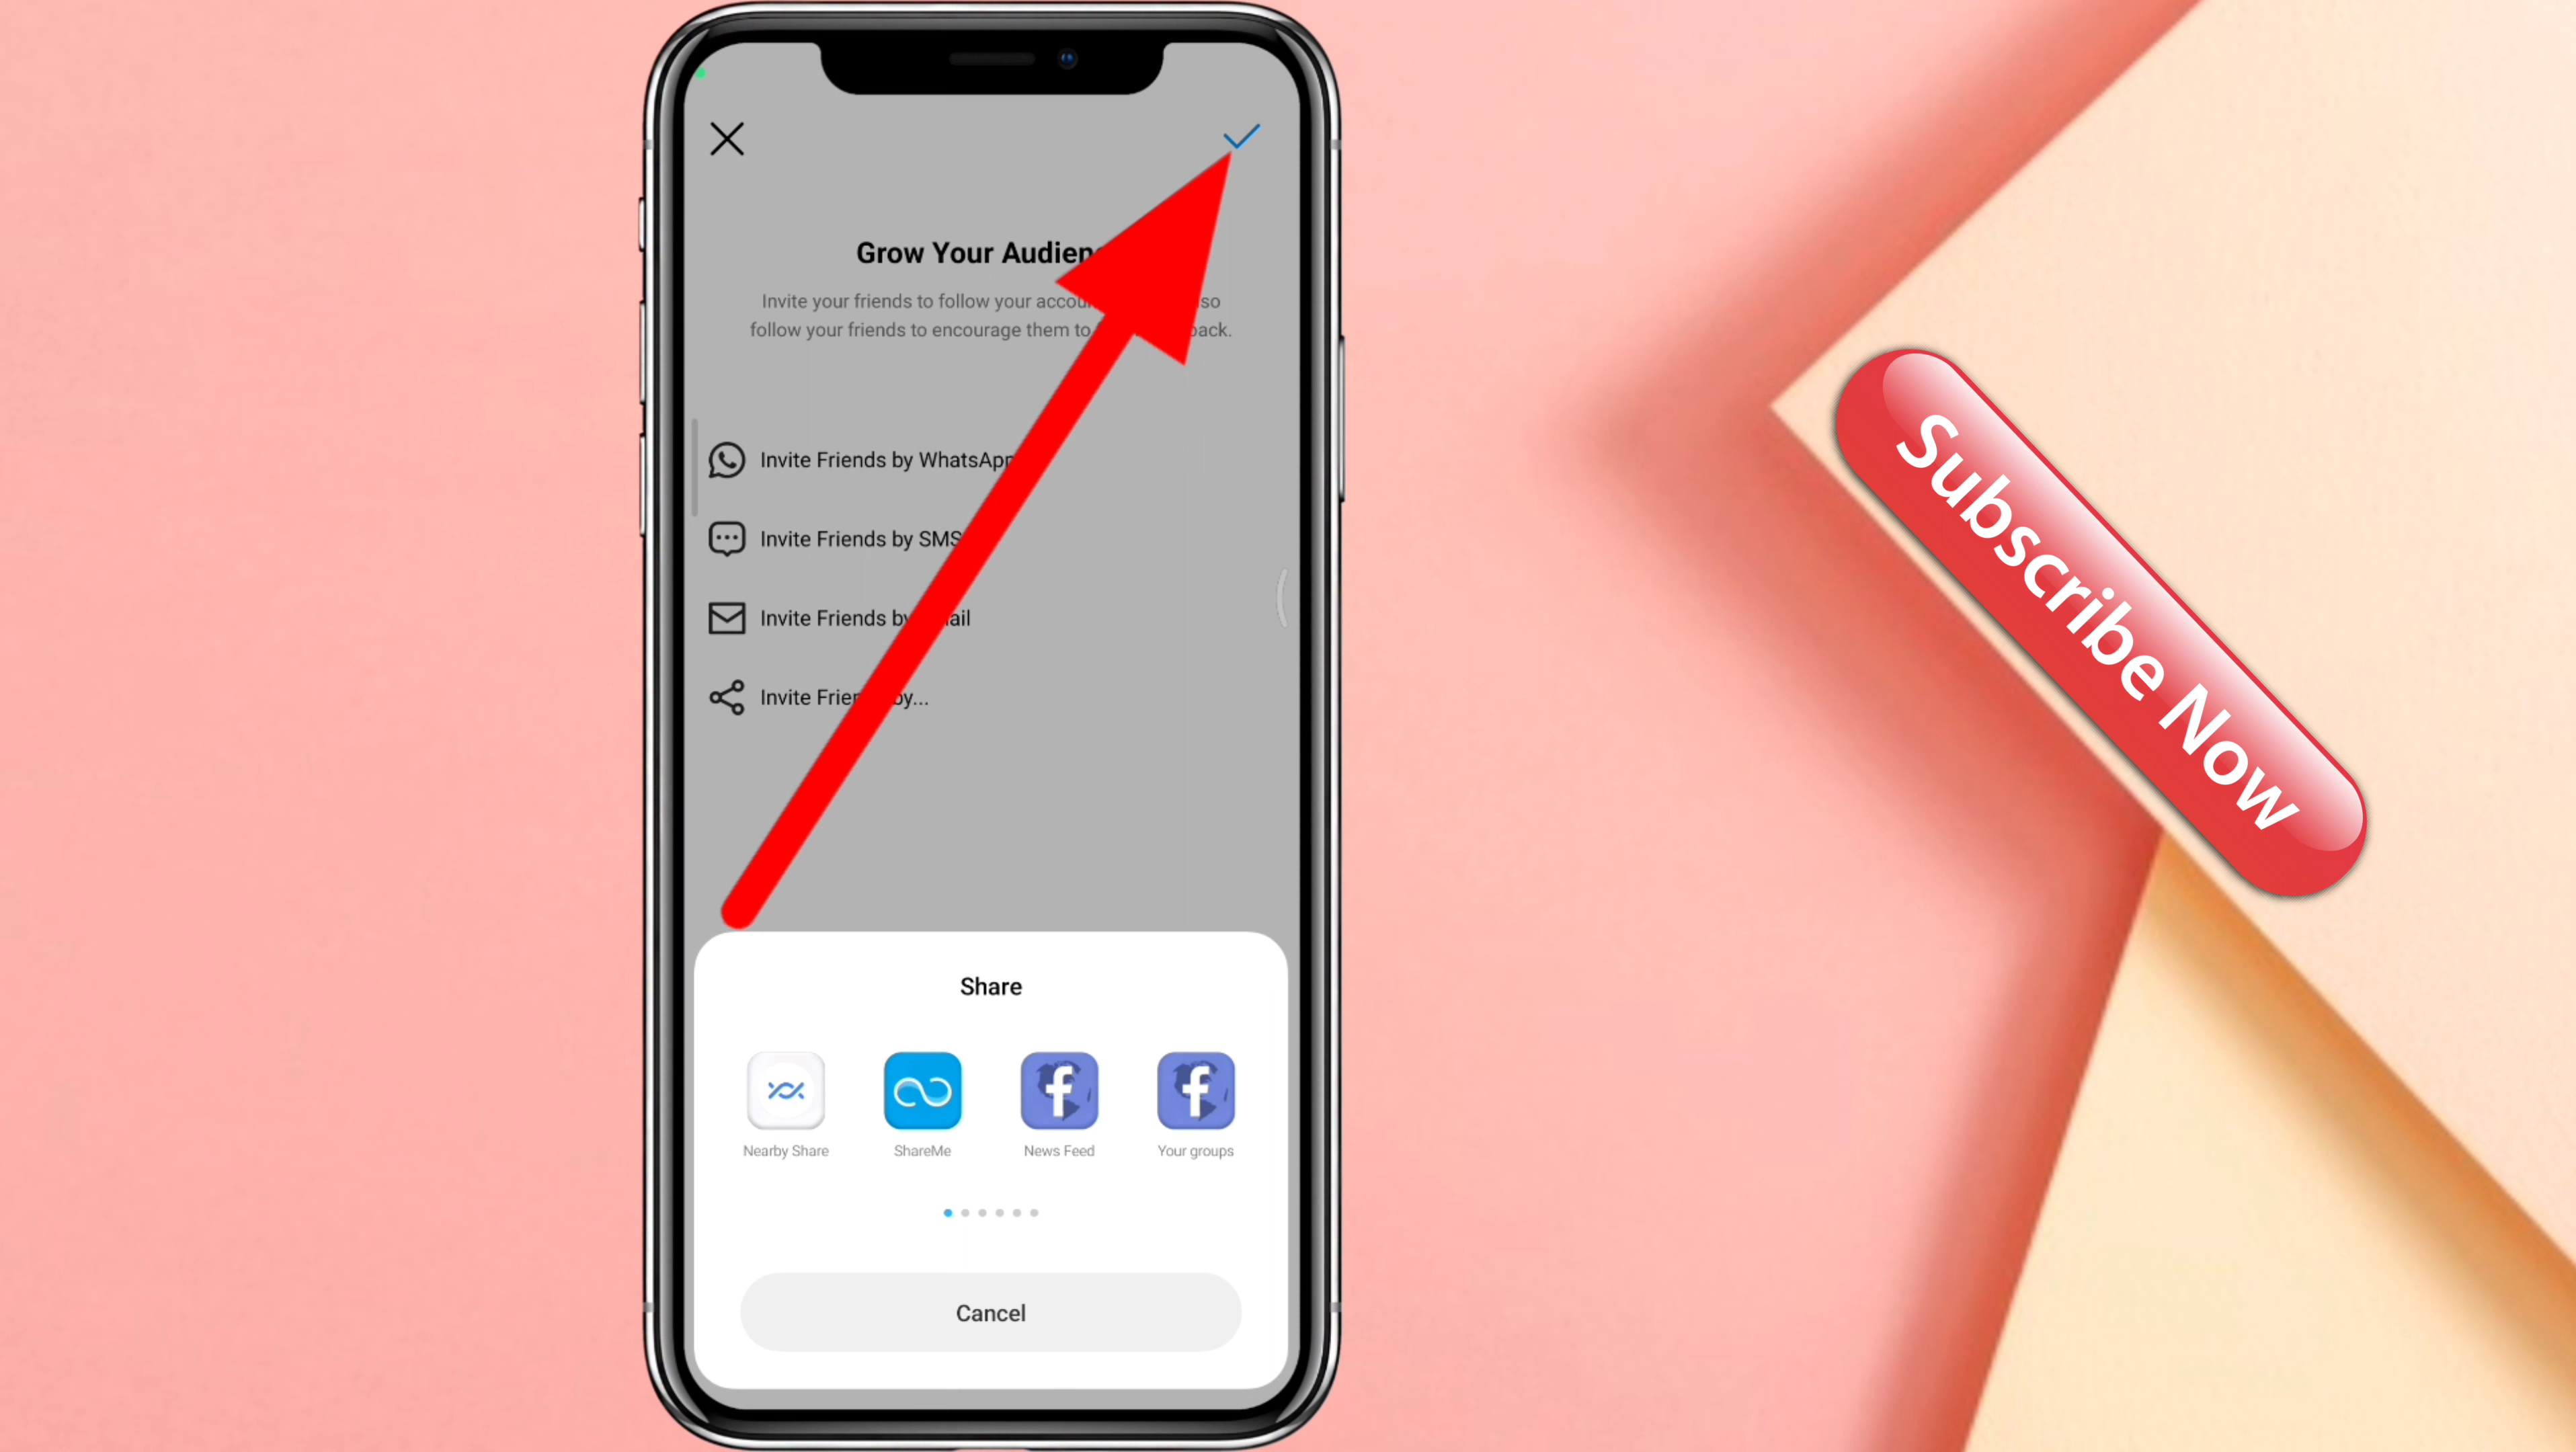 Grow Your Audien
Invite your friends to follow your accou so
follow your friends to encourage them to back.
Invite Friends by WhatsApp
Invite Friends by SMS
Invite Friends by ail
Invite Frien by...
Share
Nearby Share
ShareMe
News Feed
Your groups
Cancel
Subscribe Now